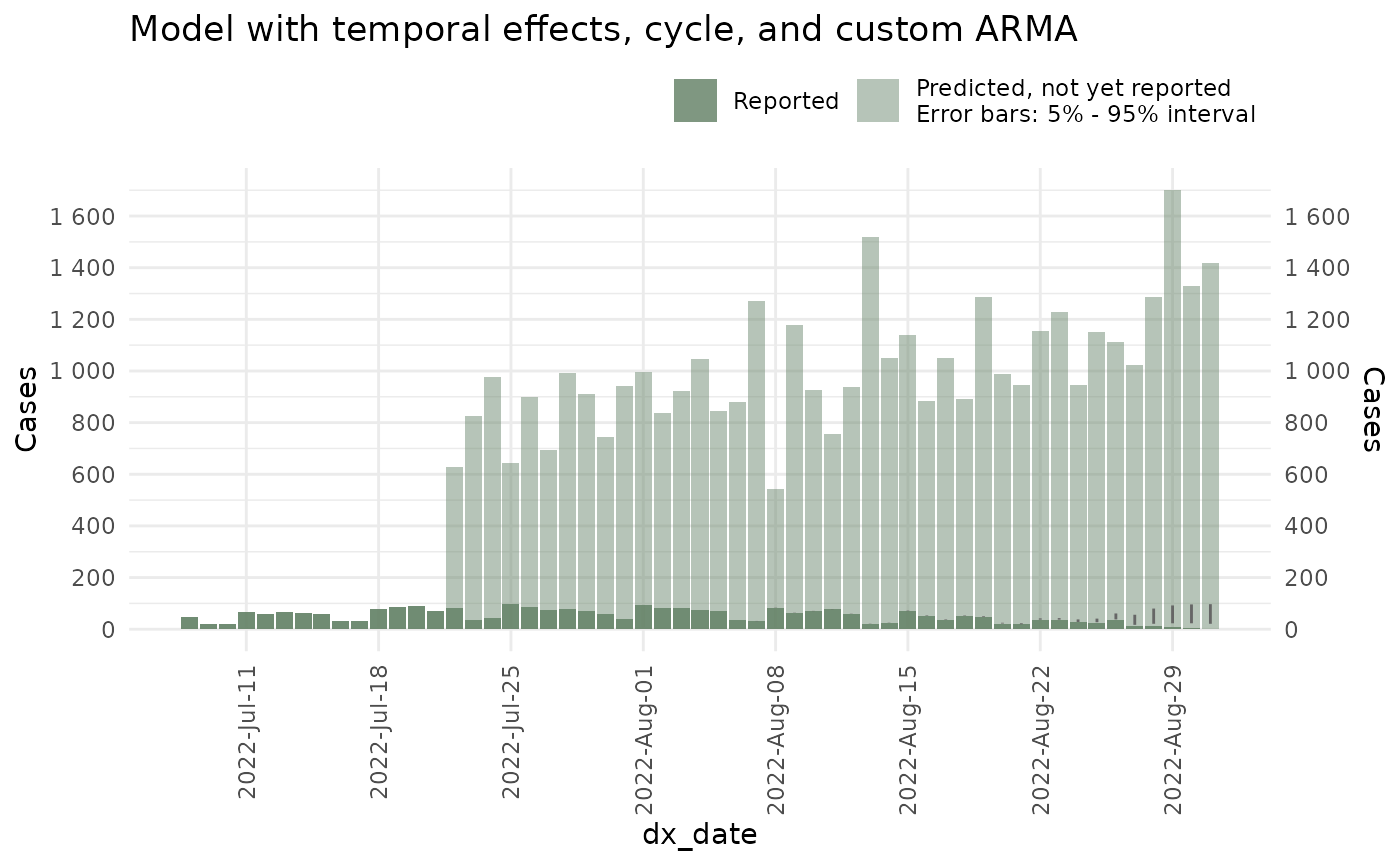 Model with temporal effects, cycle, and custom ARMA
Reported
Predicted, not yet reported
Error bars: 5% - 95% interval
Cases
1 600
1 400
1 200
1 000
800
600
400
200
0
1 600
1 400
1 200
1 000
800
600
400
200
0
Cases
2022-Jul-11
2022-Jul-18
2022-Jul-25
2022-Aug-01
2022-Aug-08
2022-Aug-15
2022-Aug-22
2022-Aug-29
dx_date